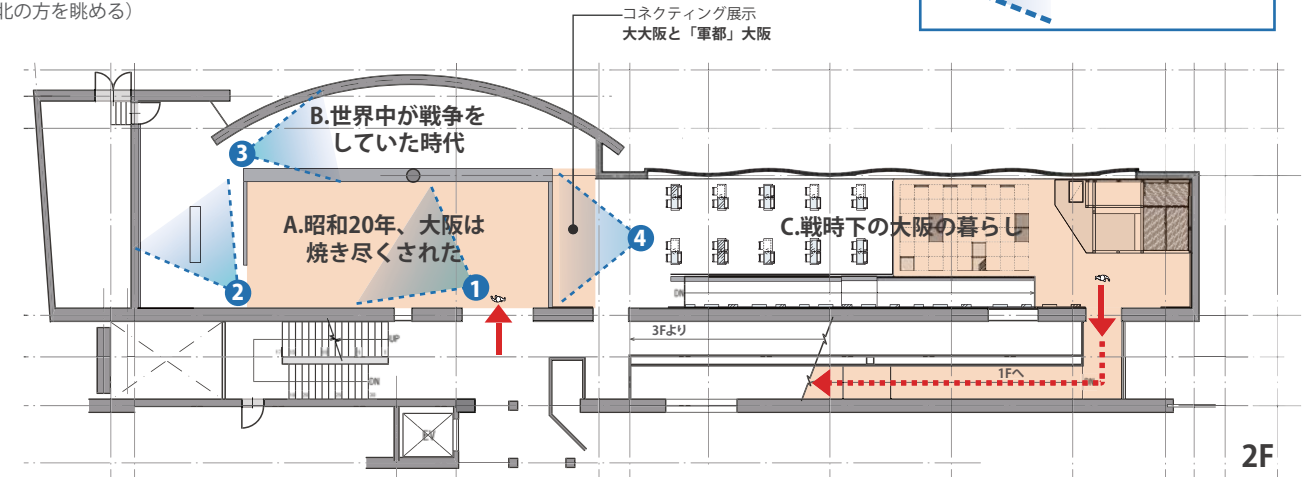 北の方を眺める）
コネクティング展示
大大阪と「軍都」大阪
B.世界中が戦争を
していた時代
3
A.昭和20年、大阪は
焼き尽くされた
C.戦時下の大阪の暮らし
4
1
2
DN
3Fより
UP
DN
1Fへ
DN
EV
2F